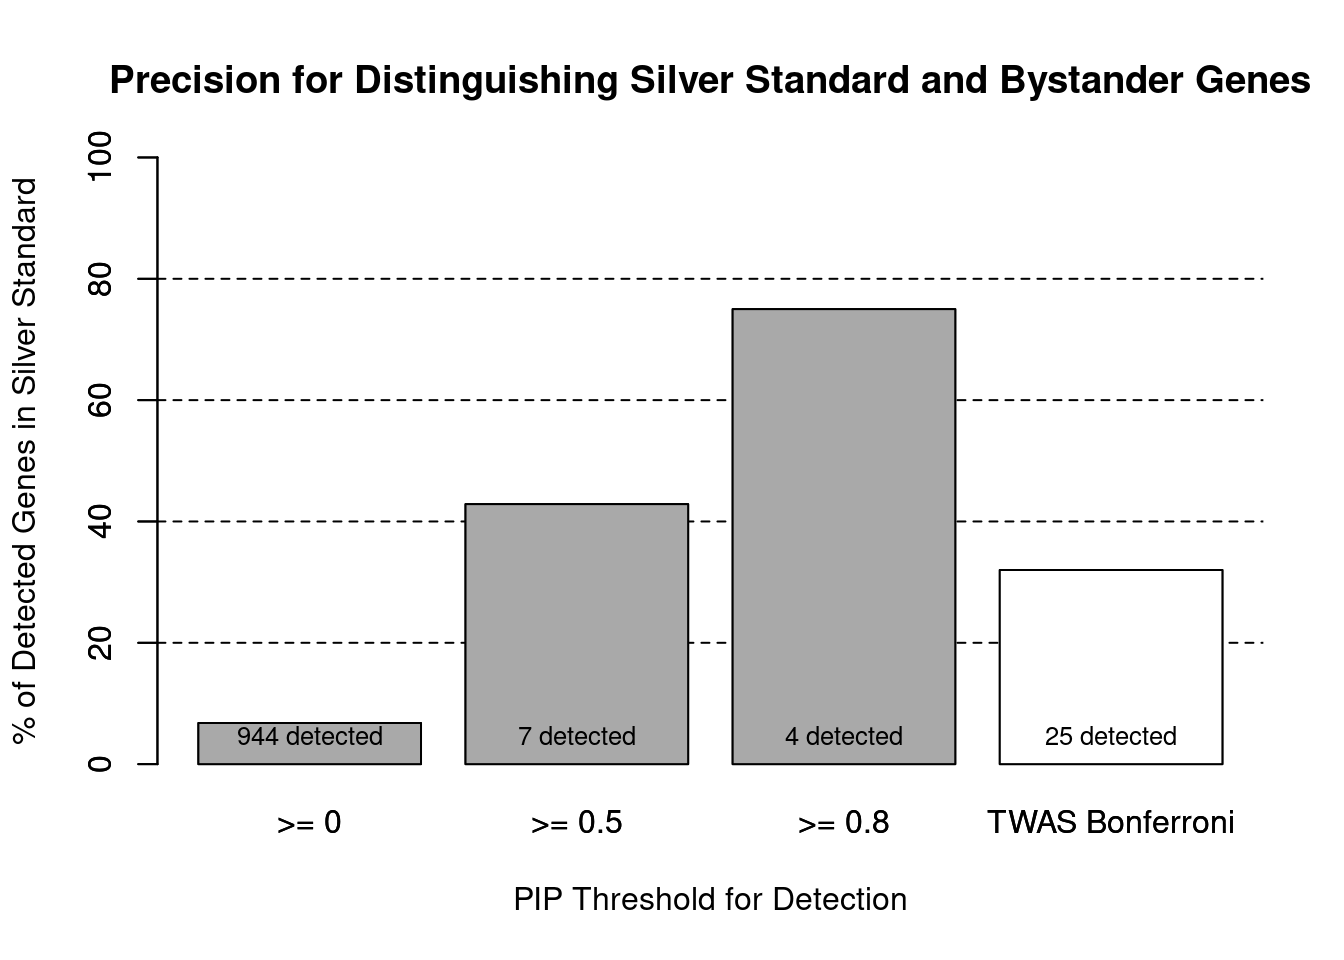 Precision for Distinguishing Silver Standard and Bystander Genes
% of Detected Genes in Silver Standard
100
80
60
40
20
0
944 detected
7 detected
4 detected
25 detected
>= 0
>= 0.5
>= 0.8
TWAS Bonferroni
PIP Threshold for Detection